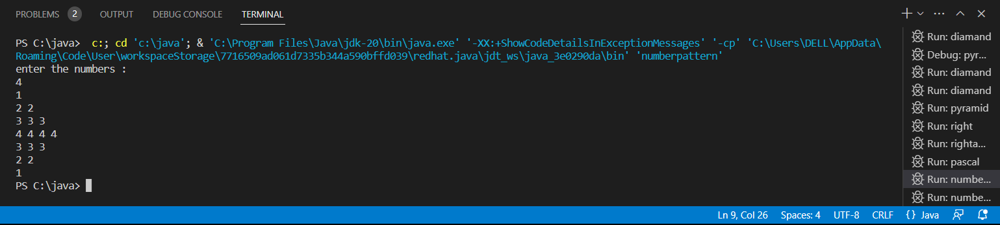 PROBLEMS 2 OUTPUT DEBUG CONSOLE TERMINAL
PS C:\java>  c:; cd 'c:\java'; & 'C:\Program Files\Java\jdk-20\bin\java.exe' '-XX:+ShowCodeDetailsInExceptionMessages' '-cp' 'C:\Users\DELL\AppData\
Roaming\Code\User\workspaceStorage\7716509ad061d7335b344a590bffd039\redhat.java\jdt_ws\java_3e0290da\bin' 'numberpattern'
enter the numbers :
4
1
2 2
3 3 3
4 4 4 4
3 3 3
2 2
1
PS C:\java>
Run: diamand
Debug: pyr...
Run: diamand
Run: diamand
Run: pyramid
Run: right
Run: righta...
Run: pascal
Run: numbe...
Run: numbe...
Ln 9, Col 26 Spaces: 4 UTF-8 CRLF {} Java